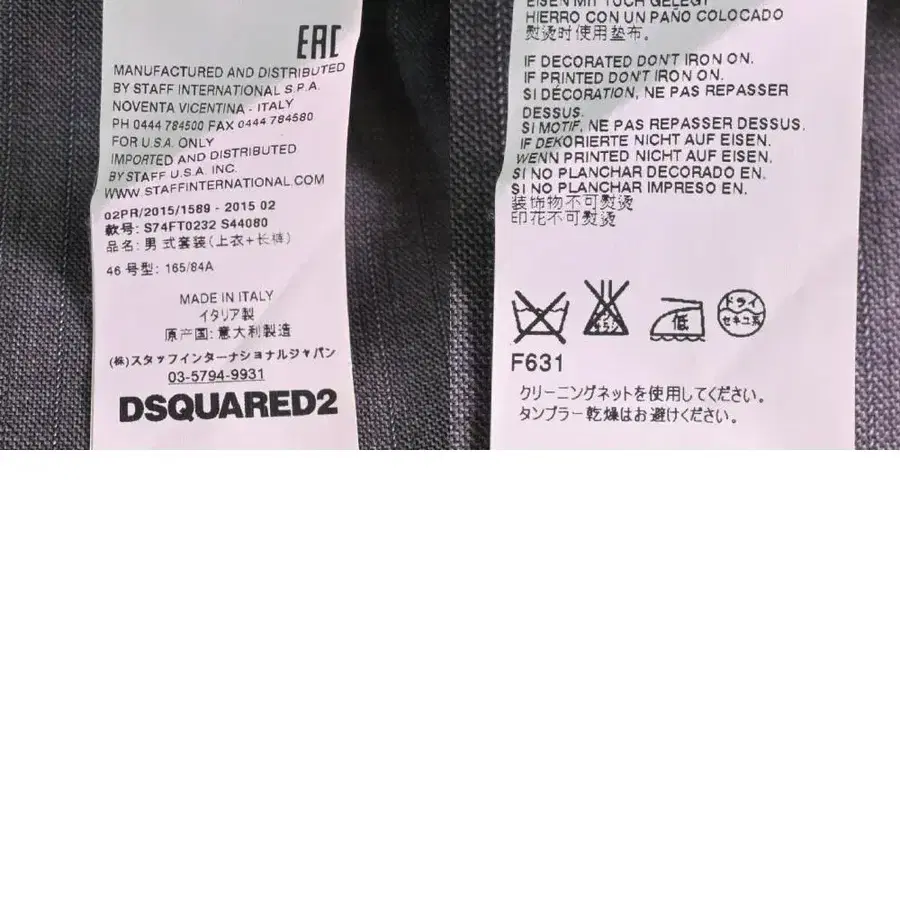 EAC
MANUFACTURED AND DISTRIBUTED
BY STAFF INTERNATIONAL S.P.A.
NOVENTA VICENTINA - ITALY
PH 0444 784500 FAX 0444 784580
FOR U.S.A. ONLY
IMPORTED AND DISTRIBUTED
BY STAFF U.S.A. INC.
WWW.STAFFINTERNATIONAL.COM
02PR/2015/1589 - 2015 02
款号: S74FT0232 S44080
品名: 男式套装(上衣+长裤)
46 号型: 165/84A
MADE IN ITALY
イタリア製
原产国: 意大利製造
(株)スタッフインターナショナルジャパン
03-5794-9931
DSQUARED2
EISEN MIT TUCH GELEGT
HIERRO CON UN PAÑO COLOCADO
熨烫时使用垫布。
IF DECORATED DON'T IRON ON.
IF PRINTED DON'T IRON ON.
SI DÉCORATION, NE PAS REPASSER
DESSUS.
SI MOTIF, NE PAS REPASSER DESSUS.
IF DEKORIERTE NICHT AUF EISEN.
WENN PRINTED NICHT AUF EISEN.
SI NO PLANCHAR DECORADO EN.
SI NO PLANCHAR IMPRESO EN.
装饰物不可熨烫
印花不可熨烫
低
ドライ
セキユ系
F631
クリーニングネットを使用してください。
タンブラー乾燥はお避けください。